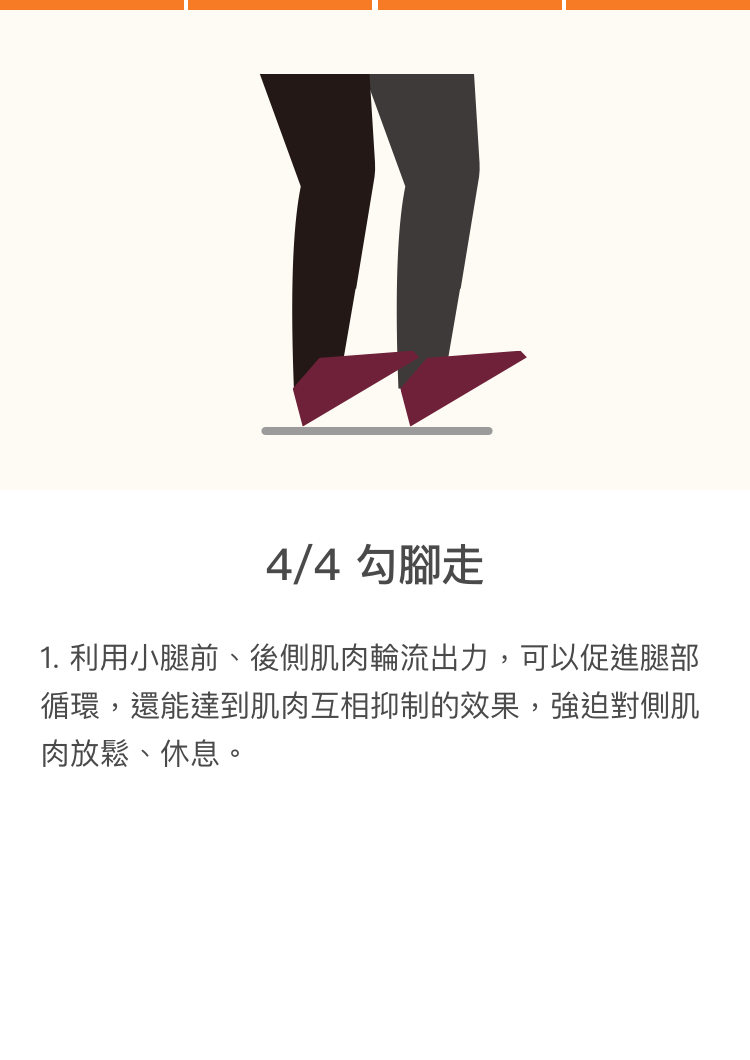 4/4 勾腳走
1. 利用小腿前、後側肌肉輪流出力，可以促進腿部
循環，還能達到肌肉互相抑制的效果，強迫對側肌
肉放鬆、休息。